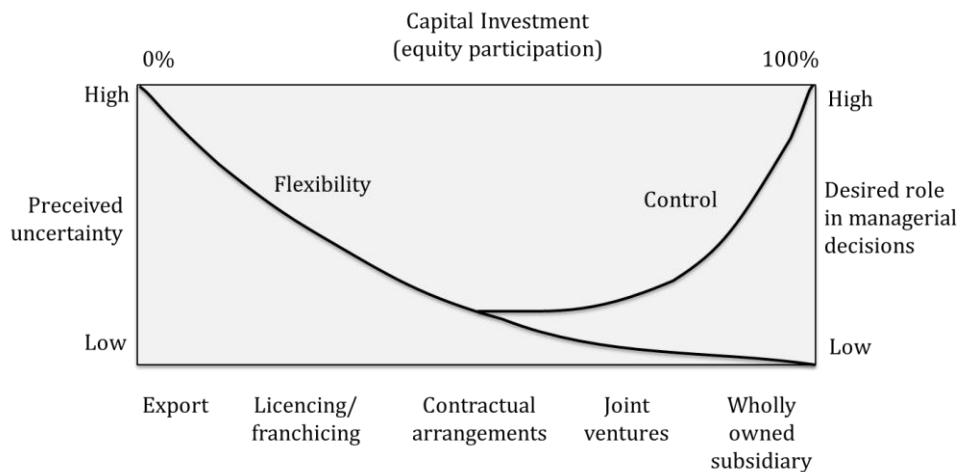 Capital Investment
(equity participation)
0%
100%
High
High
Flexibility
Control
Preceived
uncertainty
Desired role
in managerial
decisions
Low
Low
Export
Licencing/
franchicing
Contractual
arrangements
Joint
ventures
Wholly
owned
subsidiary